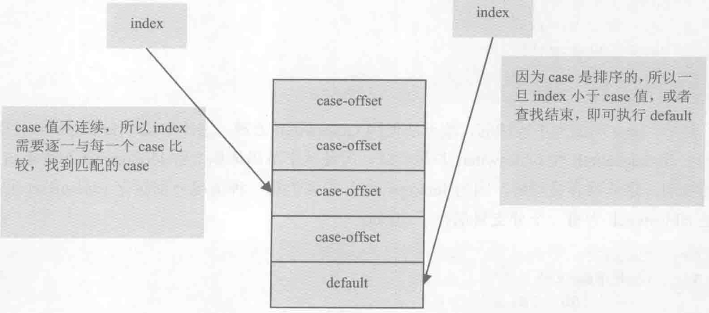 index
index
case 值不连续，所以 index
需要逐一与每一个 case 比
较，找到匹配的 case
case-offset
case-offset
case-offset
case-offset
default
因为 case 是排序的，所以一
旦 index 小于 case 值，或者
查找结束，即可执行 default